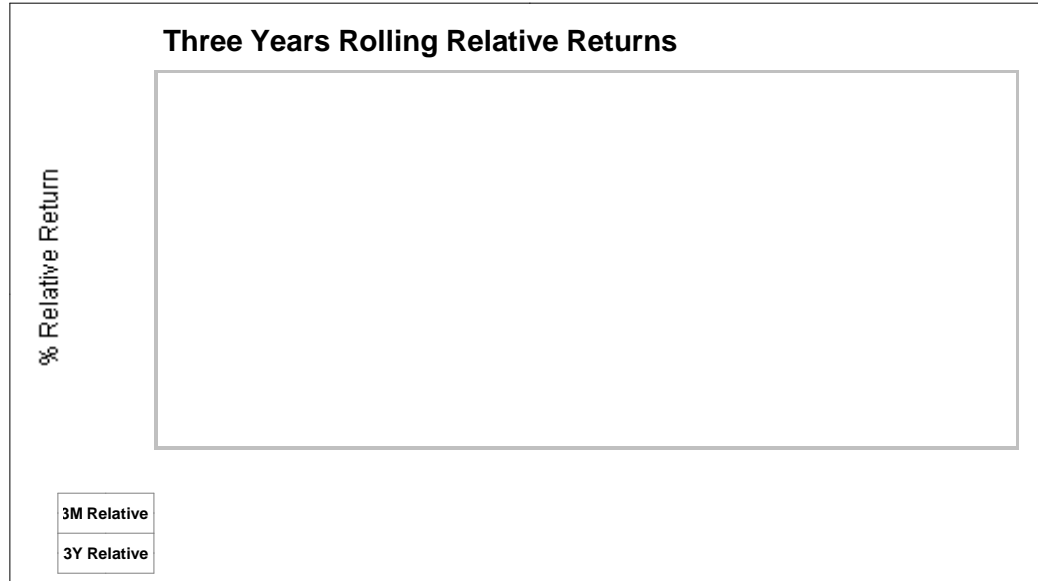 Three Years Rolling Relative Returns
% Relative Return
3M Relative
3Y Relative